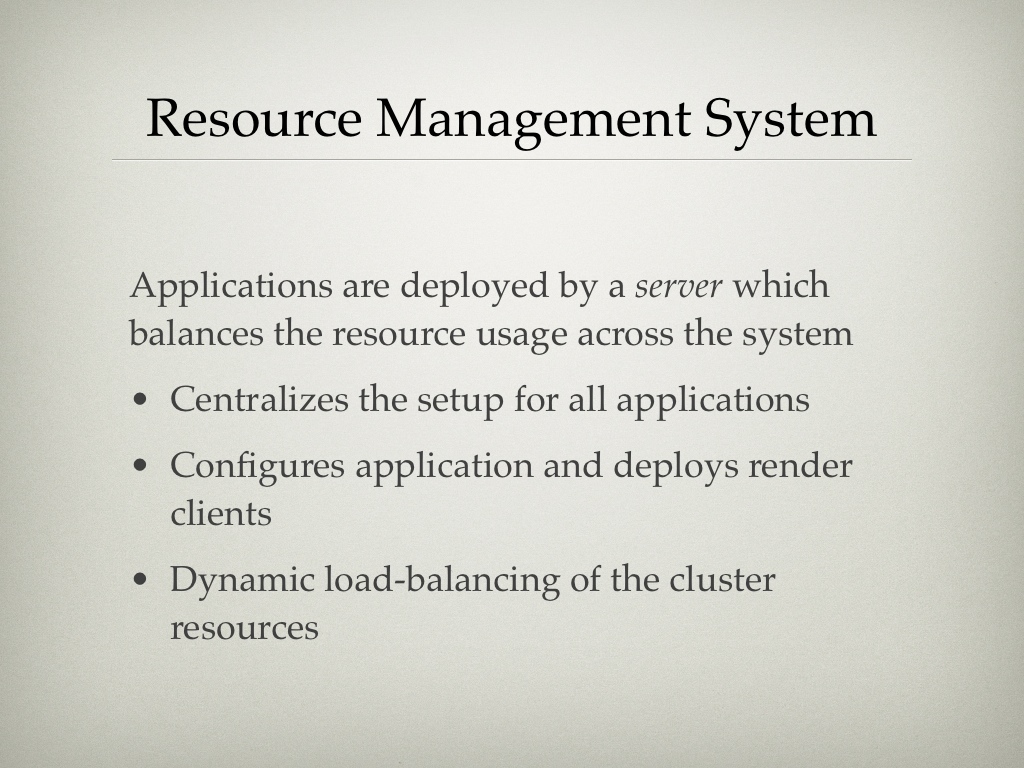 Resource Management System
Applications are deployed by a server which
balances the resource usage across the system
• Centralizes the setup for all applications
• Configures application and deploys render
clients
• Dynamic load-balancing of the cluster
resources